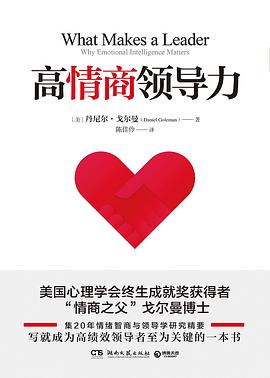 What Makes a Leader
Why Emotional Intelligence Matters
高情商领导力
［美］丹尼尔·戈尔曼（Daniel Goleman）—著
陈佳伶—译
美国心理学会终生成就奖获得者
“情商之父”戈尔曼博士
集20年情绪智商与领导学研究精要
写就成为高绩效领导者至为关键的一本书
湖南文艺出版社
博集天卷